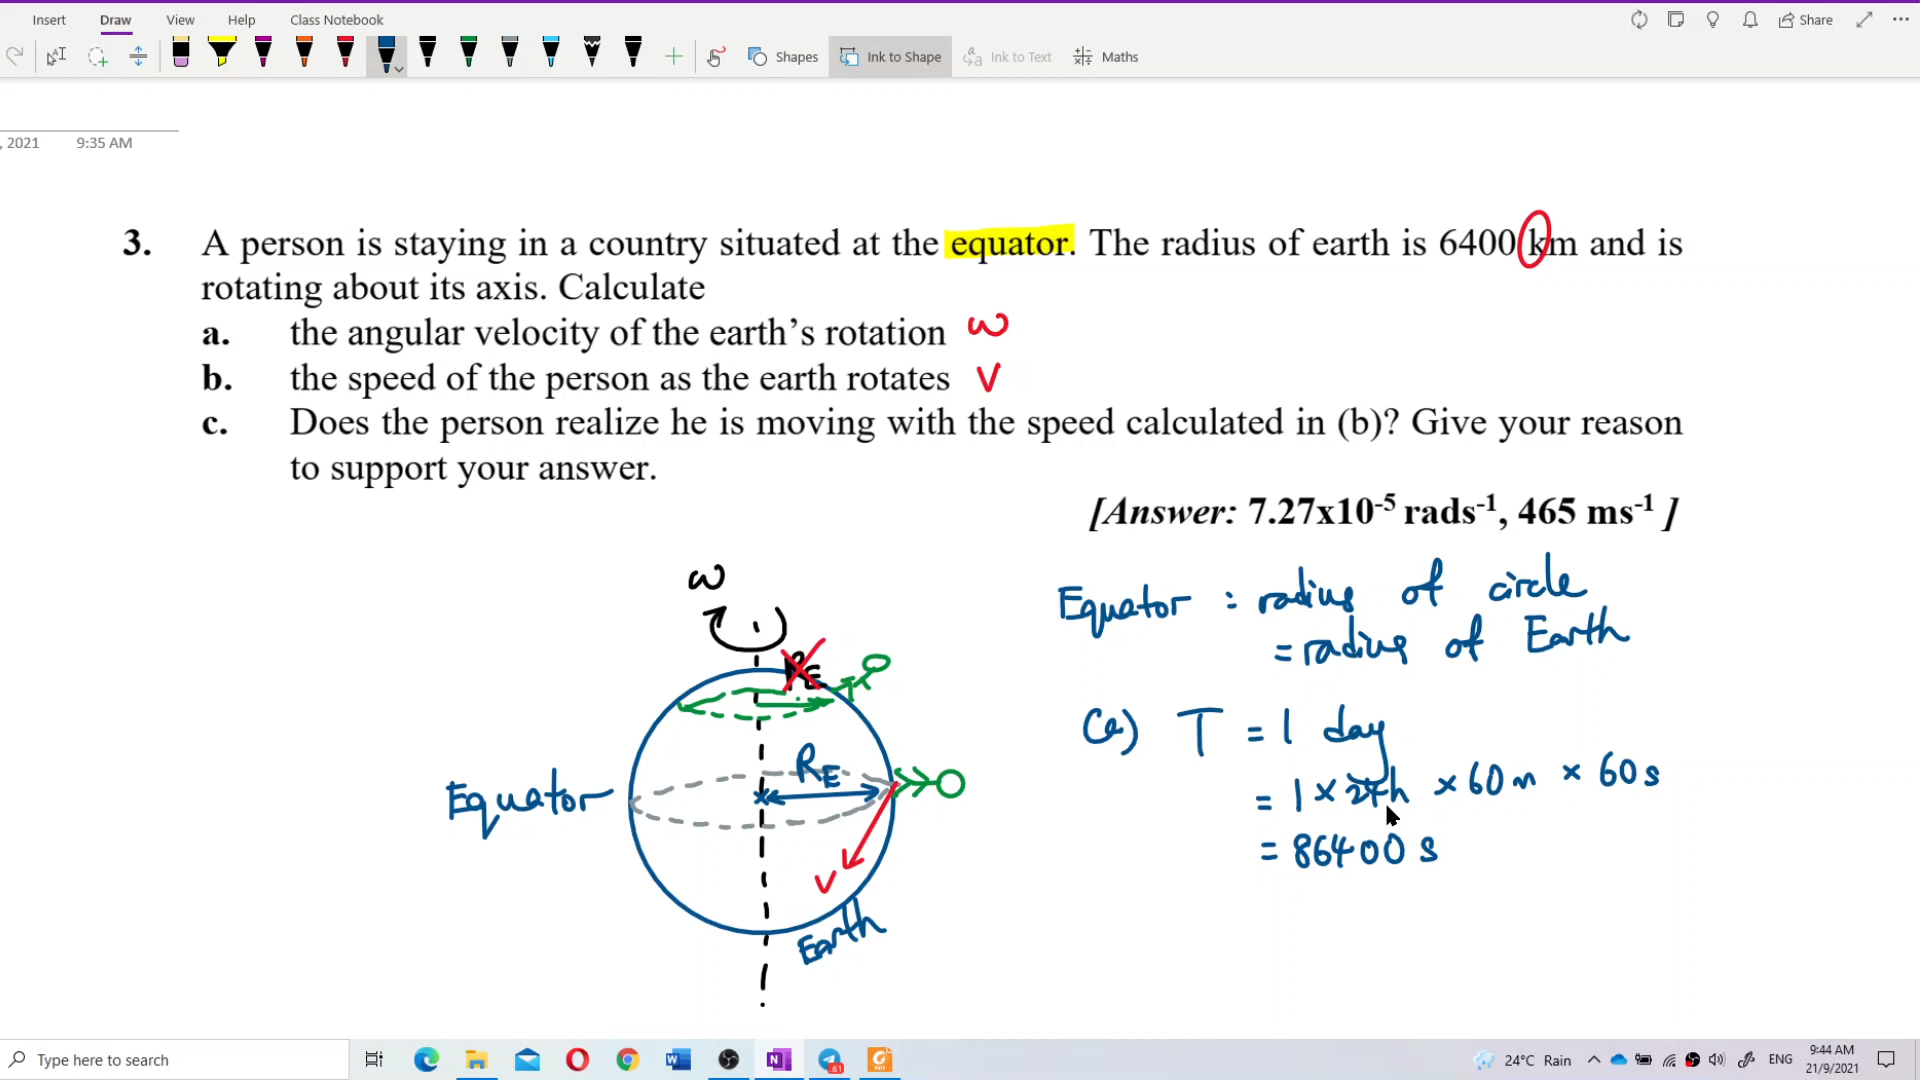 Insert Draw View Help Class Notebook Share
Shapes Ink to Shape Ink to Text Maths
, 2021 9:35 AM
3. A person is staying in a country situated at the equator. The radius of earth is 6400 km and is
rotating about its axis. Calculate
a. the angular velocity of the earth’s rotation ω
b. the speed of the person as the earth rotates v
c. Does the person realize he is moving with the speed calculated in (b)? Give your reason
to support your answer.
[Answer: 7.27x10⁻⁵ rads⁻¹, 465 ms⁻¹ ]
ω
RE
RE
Equator
v
Earth
Equator : radius of circle
= radius of Earth
(a) T = 1 day
= 1 × 24h × 60m × 60s
= 86400 s
Type here to search
.61
24°C Rain ENG 9:44 AM
21/9/2021